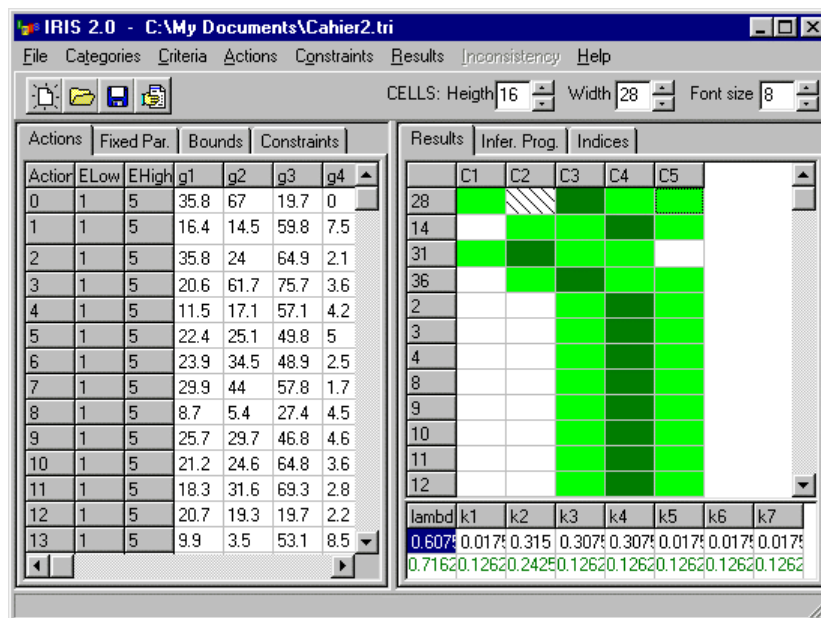 IRIS 2.0 - C:\My Documents\Cahier2.tri
File Categories Criteria Actions Constraints Results Inconsistency Help
CELLS: Heigth 16 Width 28 Font size 8
Actions Fixed Par. Bounds Constraints
Action ELow EHigh g1 g2 g3 g4
0 1 5 35.8 67 19.7 0
1 1 5 16.4 14.5 59.8 7.5
2 1 5 35.8 24 64.9 2.1
3 1 5 20.6 61.7 75.7 3.6
4 1 5 11.5 17.1 57.1 4.2
5 1 5 22.4 25.1 49.8 5
6 1 5 23.9 34.5 48.9 2.5
7 1 5 29.9 44 57.8 1.7
8 1 5 8.7 5.4 27.4 4.5
9 1 5 25.7 29.7 46.8 4.6
10 1 5 21.2 24.6 64.8 3.6
11 1 5 18.3 31.6 69.3 2.8
12 1 5 20.7 19.3 19.7 2.2
13 1 5 9.9 3.5 53.1 8.5
Results Infer. Prog. Indices
C1 C2 C3 C4 C5
28
14
31
36
2
3
4
8
9
10
11
12
lambd k1 k2 k3 k4 k5 k6 k7
0.6075 0.0175 0.315 0.3075 0.3075 0.0175 0.0175 0.0175
0.7162 0.1262 0.2425 0.1262 0.1262 0.1262 0.1262 0.1262